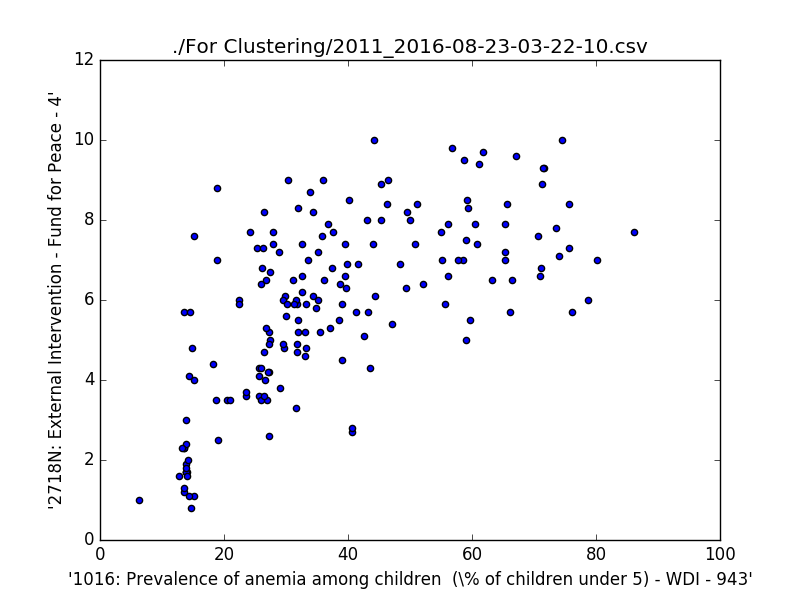 ./For Clustering/2011_2016-08-23-03-22-10.csv
'2718N: External Intervention - Fund for Peace - 4'
12
10
8
6
4
2
0
0 20 40 60 80 100
'1016: Prevalence of anemia among children  (\% of children under 5) - WDI - 943'